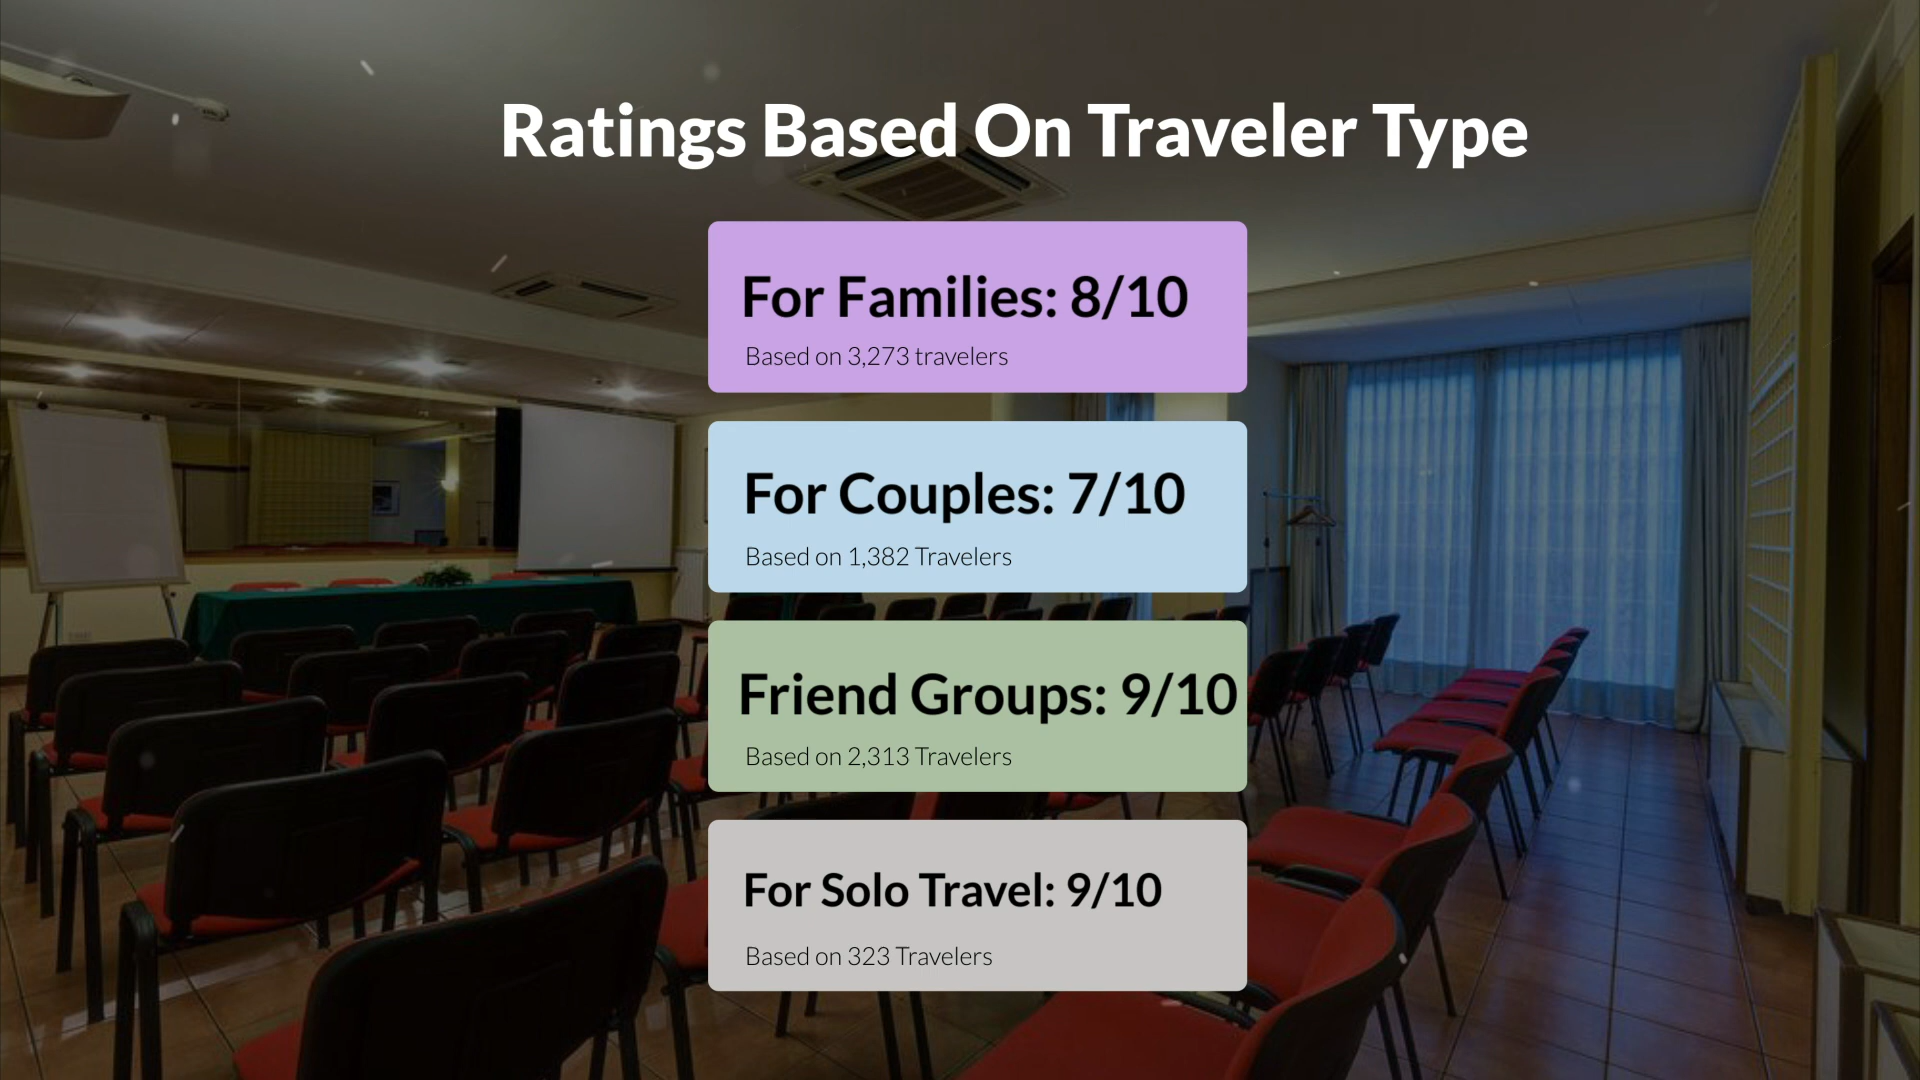 Ratings Based On Traveler Type
For Families: 8/10
Based on 3,273 travelers
For Couples: 7/10
Based on 1,382 Travelers
Friend Groups: 9/10
Based on 2,313 Travelers
For Solo Travel: 9/10
Based on 323 Travelers